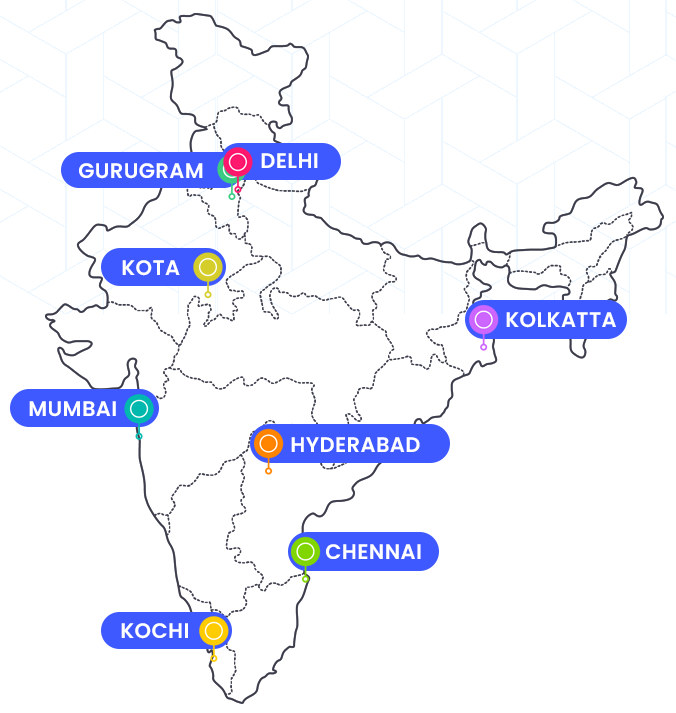 DELHI
GURUGRAM
KOTA
KOLKATTA
MUMBAI
HYDERABAD
CHENNAI
KOCHI